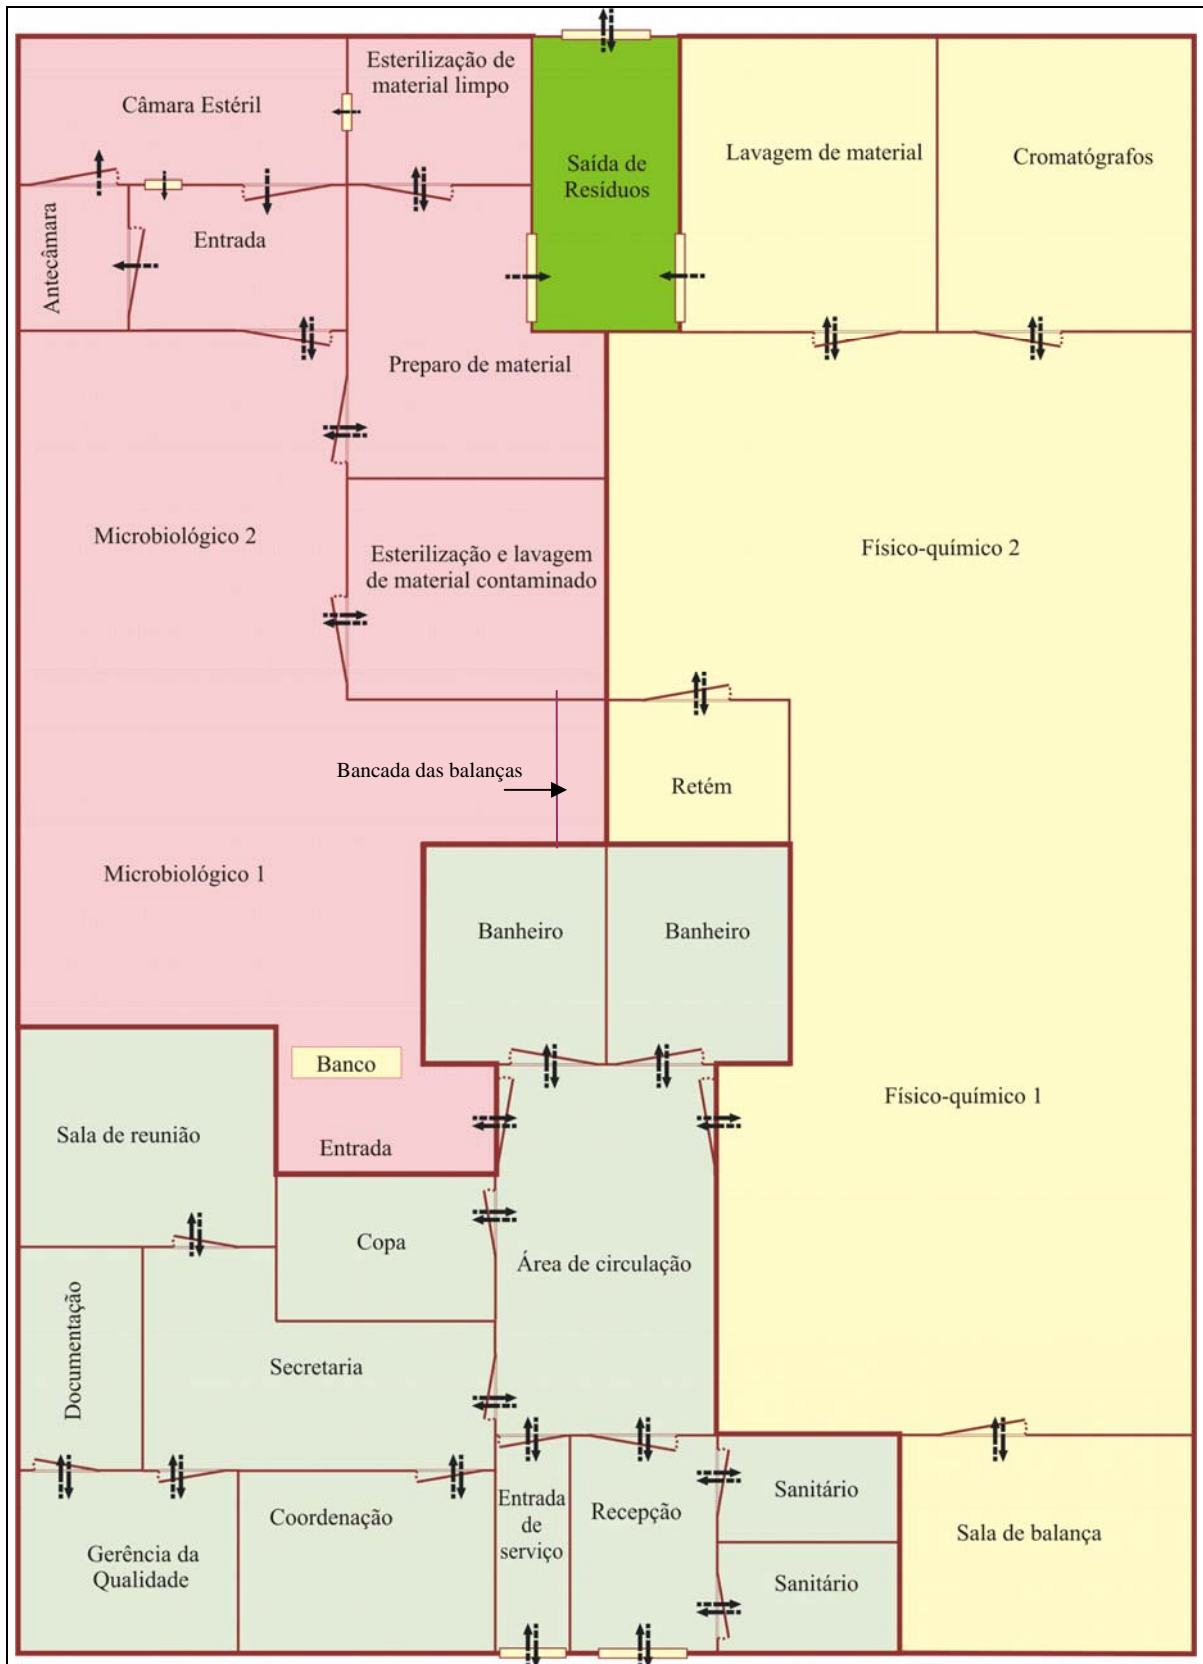 Esterilização de
material limpo
Câmara Estéril
Saída de
Resíduos
Lavagem de material
Cromatógrafos
Antecâmara
Entrada
Preparo de material
Microbiológico 2
Esterilização e lavagem
de material contaminado
Físico-químico 2
Bancada das balanças
Retém
Microbiológico 1
Banheiro
Banheiro
Banco
Físico-químico 1
Sala de reunião
Entrada
Copa
Área de circulação
Documentação
Secretaria
Coordenação
Gerência da
Qualidade
Entrada
de
serviço
Recepção
Sanitário
Sanitário
Sala de balança